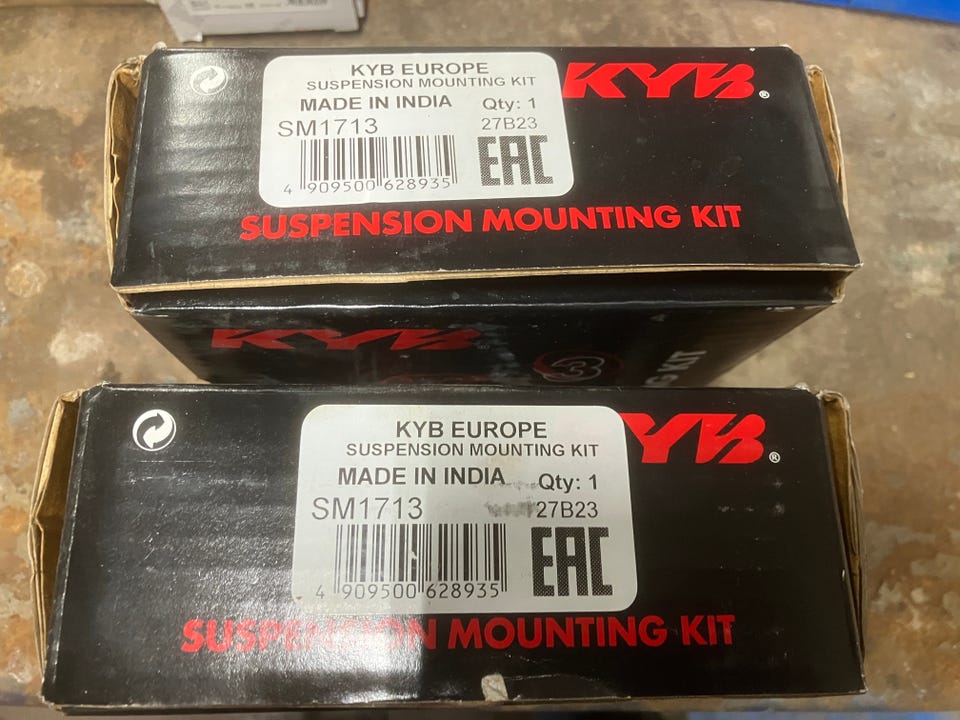 KYB EUROPE
SUSPENSION MOUNTING KIT
MADE IN INDIA Qty: 1
SM1713 27B23
4 909500 628935
EAC
KYB®
SUSPENSION MOUNTING KIT
KYB®
3
G KIT
KYB EUROPE
SUSPENSION MOUNTING KIT
MADE IN INDIA Qty: 1
SM1713 27B23
4 909500 628935
EAC
KYB®
SUSPENSION MOUNTING KIT